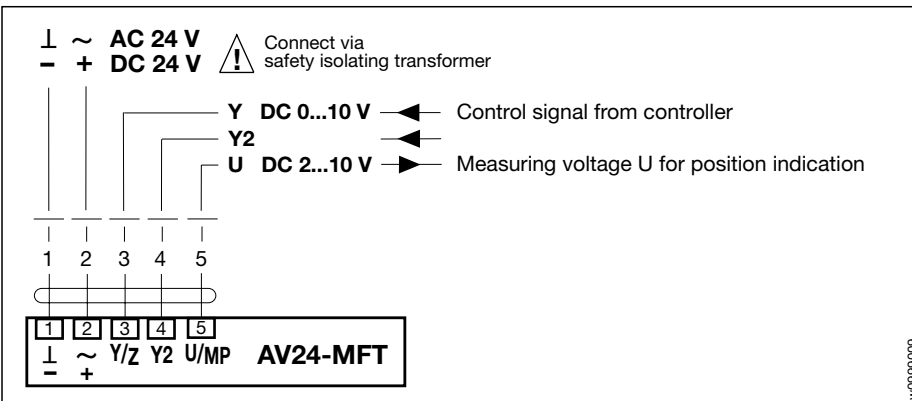 ⊥ ~ AC 24 V
– + DC 24 V
Connect via
safety isolating transformer
!
Y DC 0...10 V Control signal from controller
Y2
U DC 2...10 V Measuring voltage U for position indication
1 2 3 4 5
1 2 3 4 5
⊥ ~ Y/Z Y2 U/MP AV24-MFT
– +